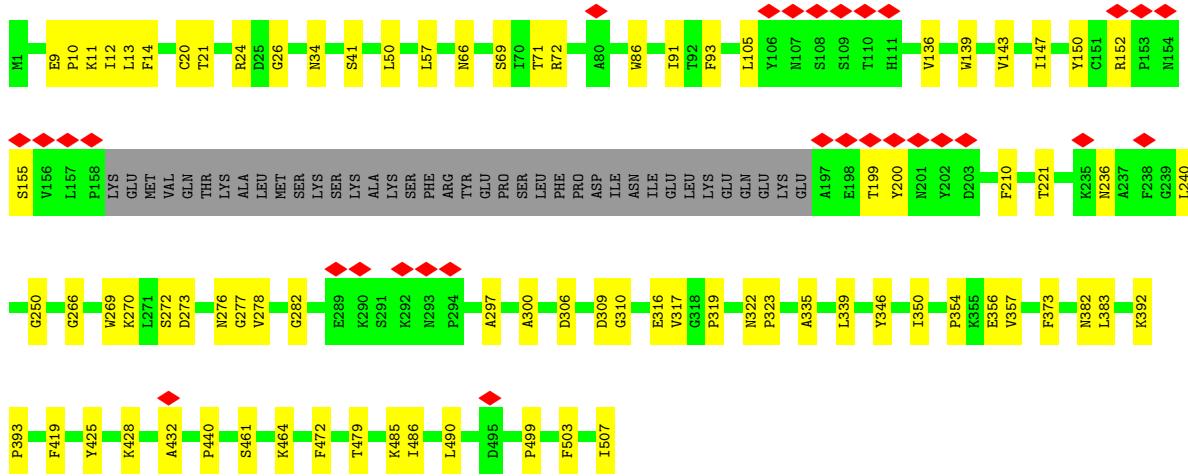 M1 E9 P10 K11 I12 L13 F14 C20 T21 R24 D25 G26 N34 S41 L50 L57 N66 S69 I70 T71 R72 A80 W86 I91 T92 F93 L105 Y106 N107 S108 S109 T110 H111 V136 W139 V143 I147 Y150 C151 R152 P153 N154
S155 V156 L157 P158 LYS GLU MET VAL GLN THR LYS ALA LEU MET SER LYS SER LYS ALA LYS SER PHE ARG TYR GLU PRO SER LEU PHE PRO ASP ILE ASN ILE GLU LEU LYS GLU GLN GLU LYS GLU A197 E198 T199 Y200 N201 Y202 D203 F210 T221 K235 N236 A237 F238 G239 L240
G250 G266 W269 K270 L271 S272 D273 N276 G277 V278 G282 E289 K290 S291 K292 N293 P294 A297 A300 D306 D309 G310 E316 V317 G318 P319 N322 P323 A335 L339 Y346 I350 P354 K355 E356 V357 F373 N382 L383 K392
P393 F419 Y425 K428 A432 P440 S461 K464 F472 T479 K485 I486 L490 D495 P499 F503 I507